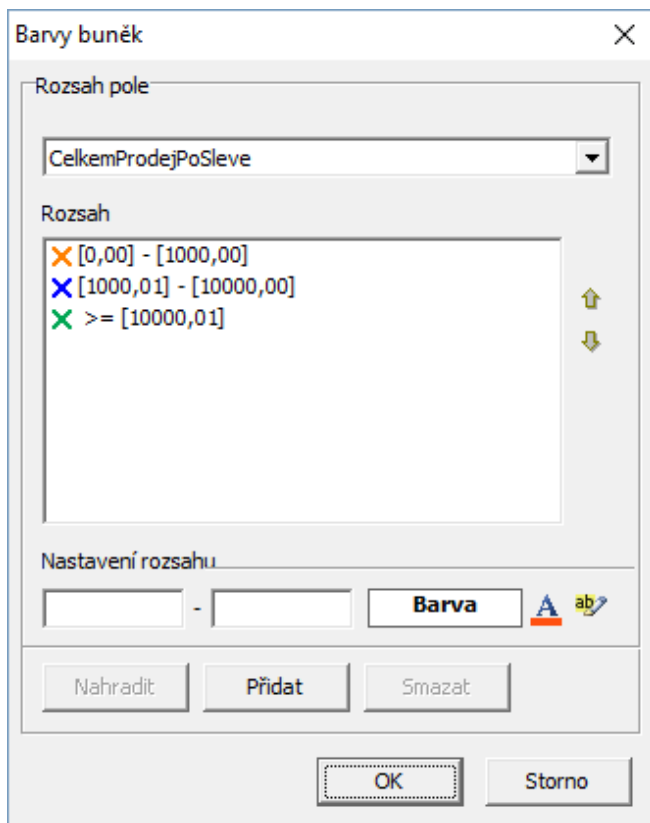 Barvy buněk
Rozsah pole
CelkemProdejPoSleve
Rozsah
[0,00] - [1000,00]
[1000,01] - [10000,00]
>= [10000,01]
Nastavení rozsahu
- Barva A ab
Nahradit Přidat Smazat
OK Storno